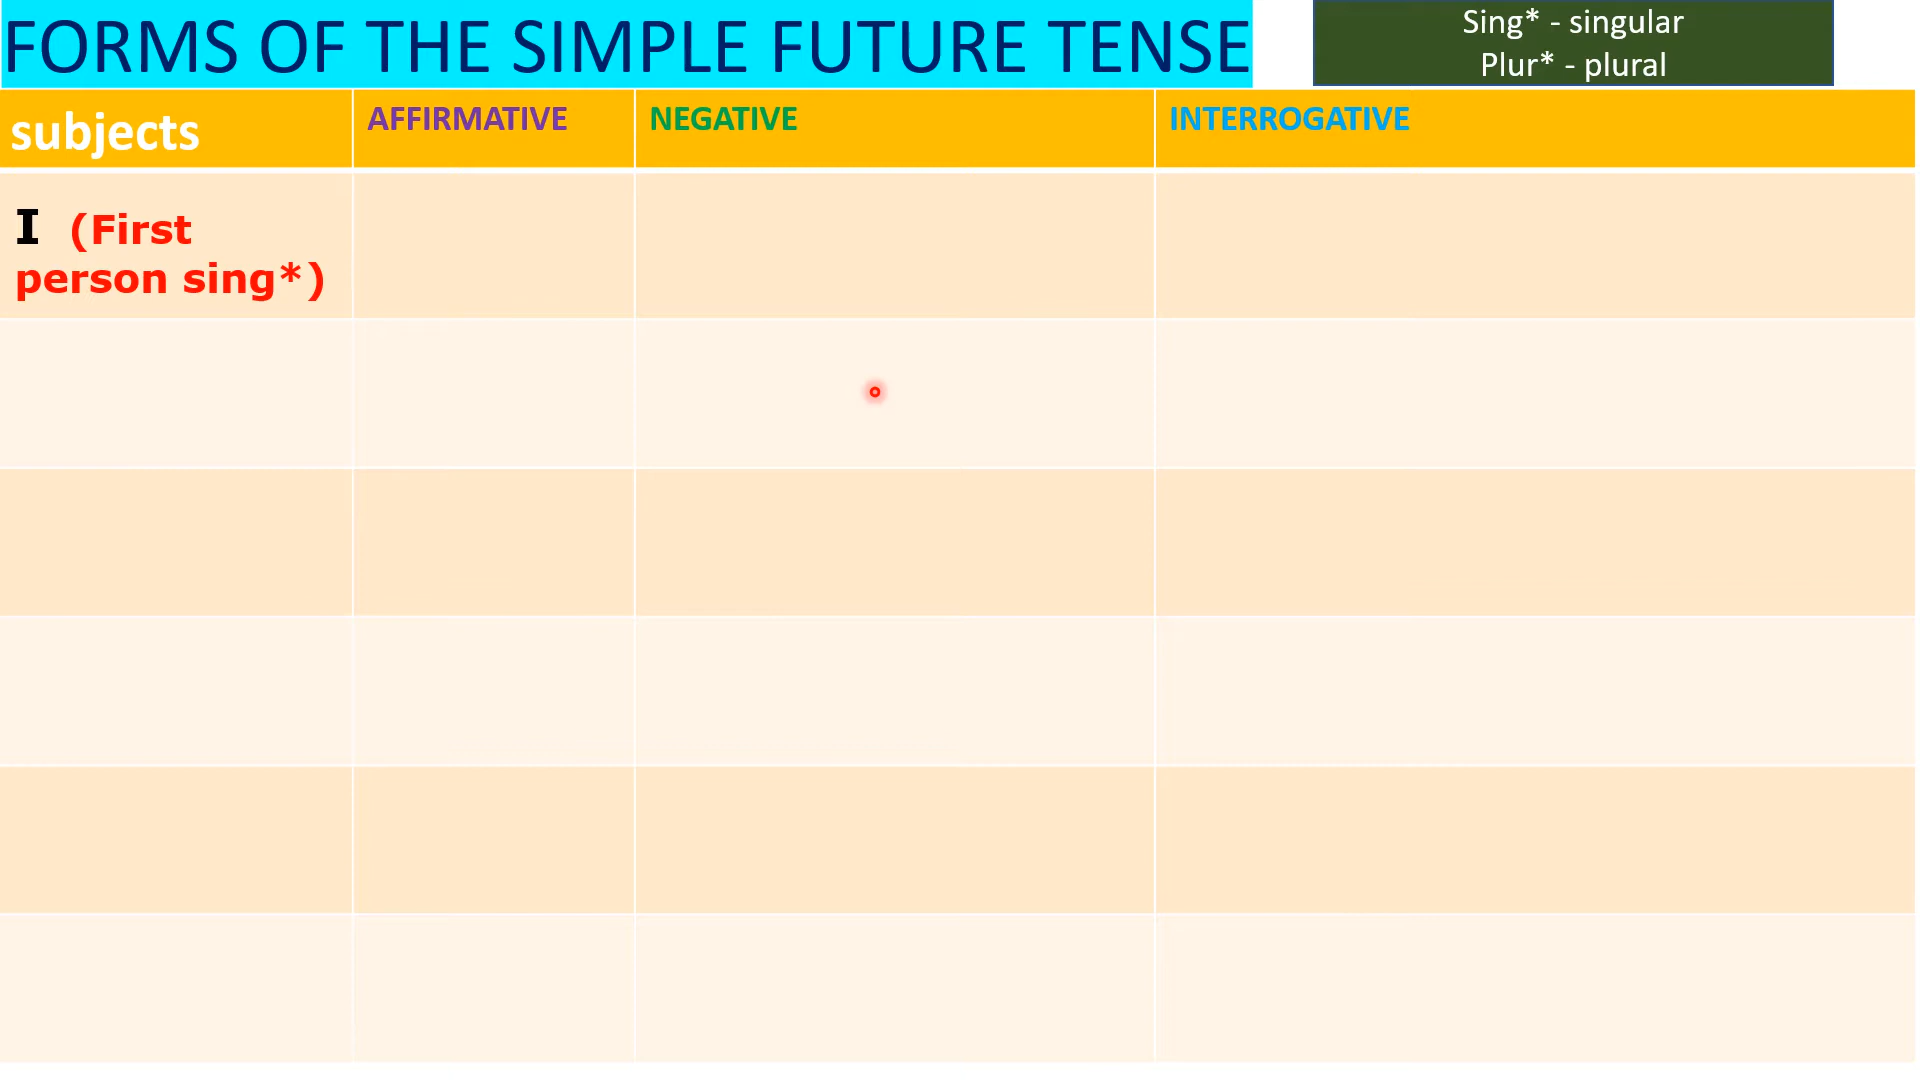 FORMS OF THE SIMPLE FUTURE TENSE
Sing* - singular
Plur* - plural
subjects
AFFIRMATIVE
NEGATIVE
INTERROGATIVE
I (First
person sing*)